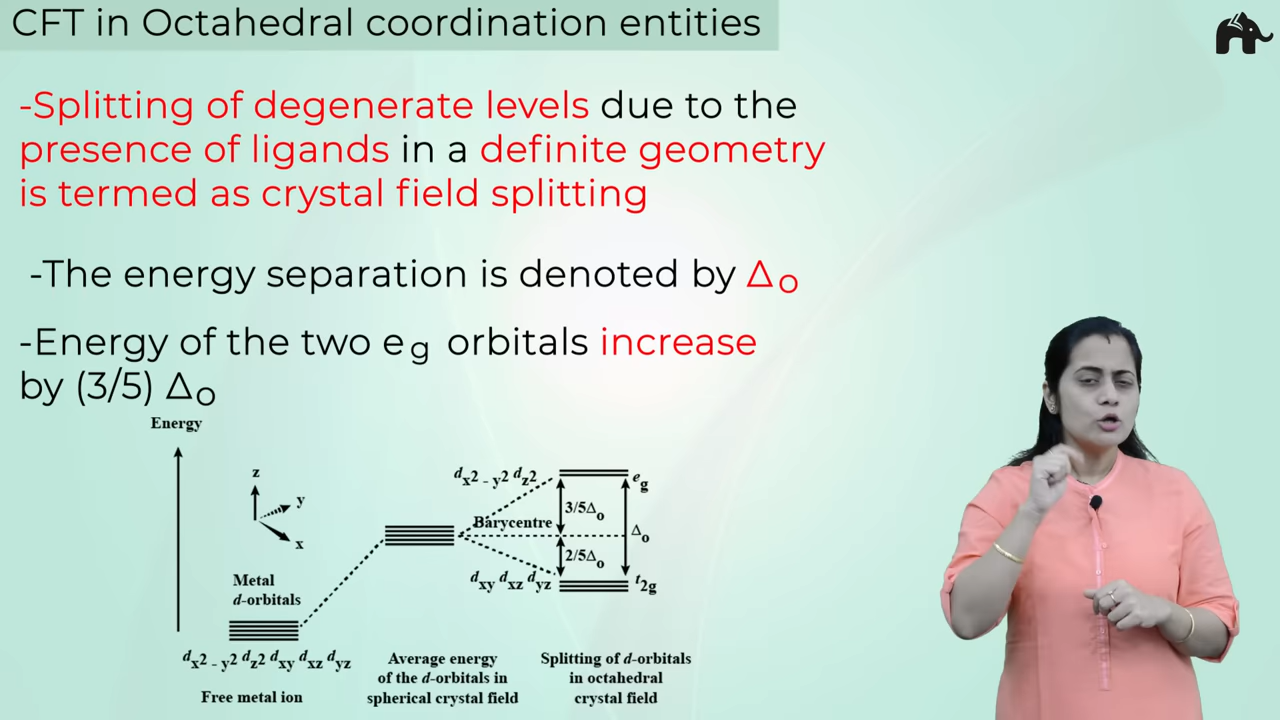 CFT in Octahedral coordination entities
-Splitting of degenerate levels due to the
presence of ligands in a definite geometry
is termed as crystal field splitting
-The energy separation is denoted by Δo
-Energy of the two eg orbitals increase
by (3/5) Δo
Energy
z
y
x
Metal
d-orbitals
dx2 - y2 dz2 dxy dxz dyz
Free metal ion
Average energy
of the d-orbitals in
spherical crystal field
dx2 - y2 dz2
eg
3/5Δo
Barycentre
Δo
2/5Δo
dxy dxz dyz
t2g
Splitting of d-orbitals
in octahedral
crystal field